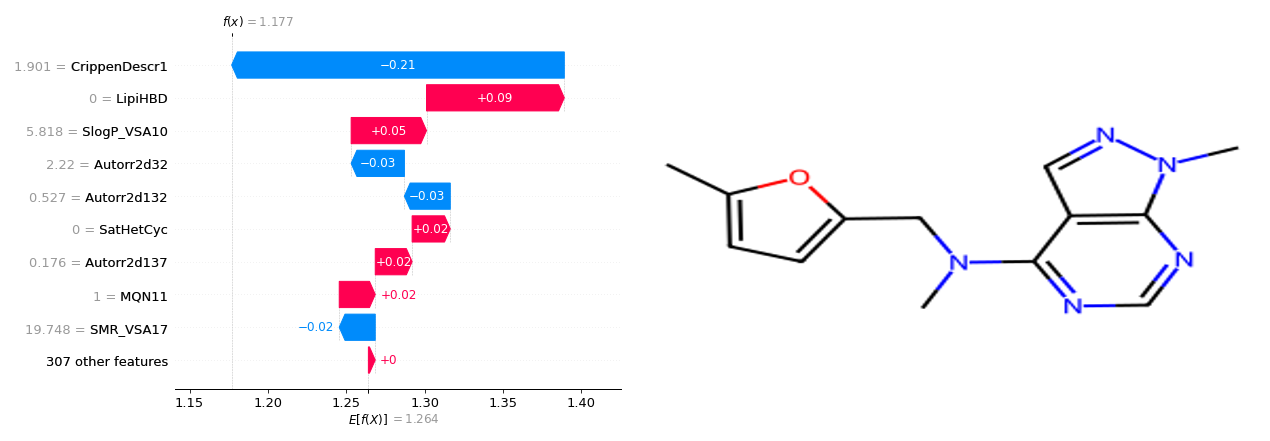 f(x) = 1.177
1.901 = CrippenDescr1
−0.21
0 = LipiHBD
+0.09
5.818 = SlogP_VSA10
+0.05
2.22 = Autorr2d32
−0.03
0.527 = Autorr2d132
−0.03
0 = SatHetCyc
+0.02
0.176 = Autorr2d137
+0.02
1 = MQN11
+0.02
19.748 = SMR_VSA17
−0.02
307 other features
+0
1.15 1.20 1.25 1.30 1.35 1.40
E[f(X)] = 1.264
O
N
N
N
N
N